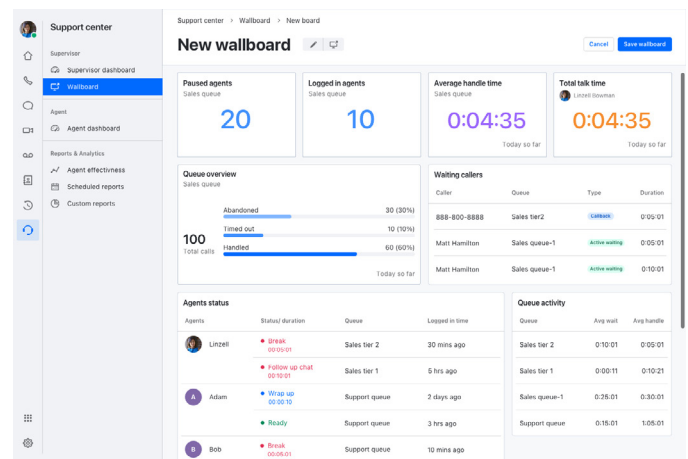 Support center
Supervisor
Supervisor dashboard
Wallboard
Agent
Agent dashboard
Reports & Analytics
Agent effectivness
Scheduled reports
Custom reports
Support center > Wallboard > New board
New wallboard
Cancel
Save wallboard
Paused agents
Sales queue
20
Logged in agents
Sales queue
10
Average handle time
Sales queue
0:04:35
Today so far
Total talk time
Linzell Bowman
0:04:35
Today so far
Queue overview
Sales queue
100
Total calls
Abandoned 30 (30%)
Timed out 10 (10%)
Handled 60 (60%)
Today so far
Waiting callers
Caller Queue Type Duration
888-800-8888 Sales tier2 Callback 0:05:01
Matt Hamilton Sales queue-1 Active waiting 0:05:01
Matt Hamilton Sales queue-1 Active waiting 0:10:01
Agents status
Agents Status/ duration Queue Logged in time
Linzell Break Sales tier 2 30 mins ago
00:05:01
Follow up chat Sales tier 1 5 hrs ago
00:10:01
A Adam Wrap up Support queue 2 days ago
00:00:10
Ready Support queue 3 hrs ago
B Bob Break Support queue 10 mins ago
00:05:01
Queue activity
Queue Avg wait Avg handle
Sales tier 2 0:10:01 0:05:01
Sales tier 1 0:00:11 0:10:21
Sales queue-1 0:25:01 0:30:01
Support queue 0:15:01 1:05:01